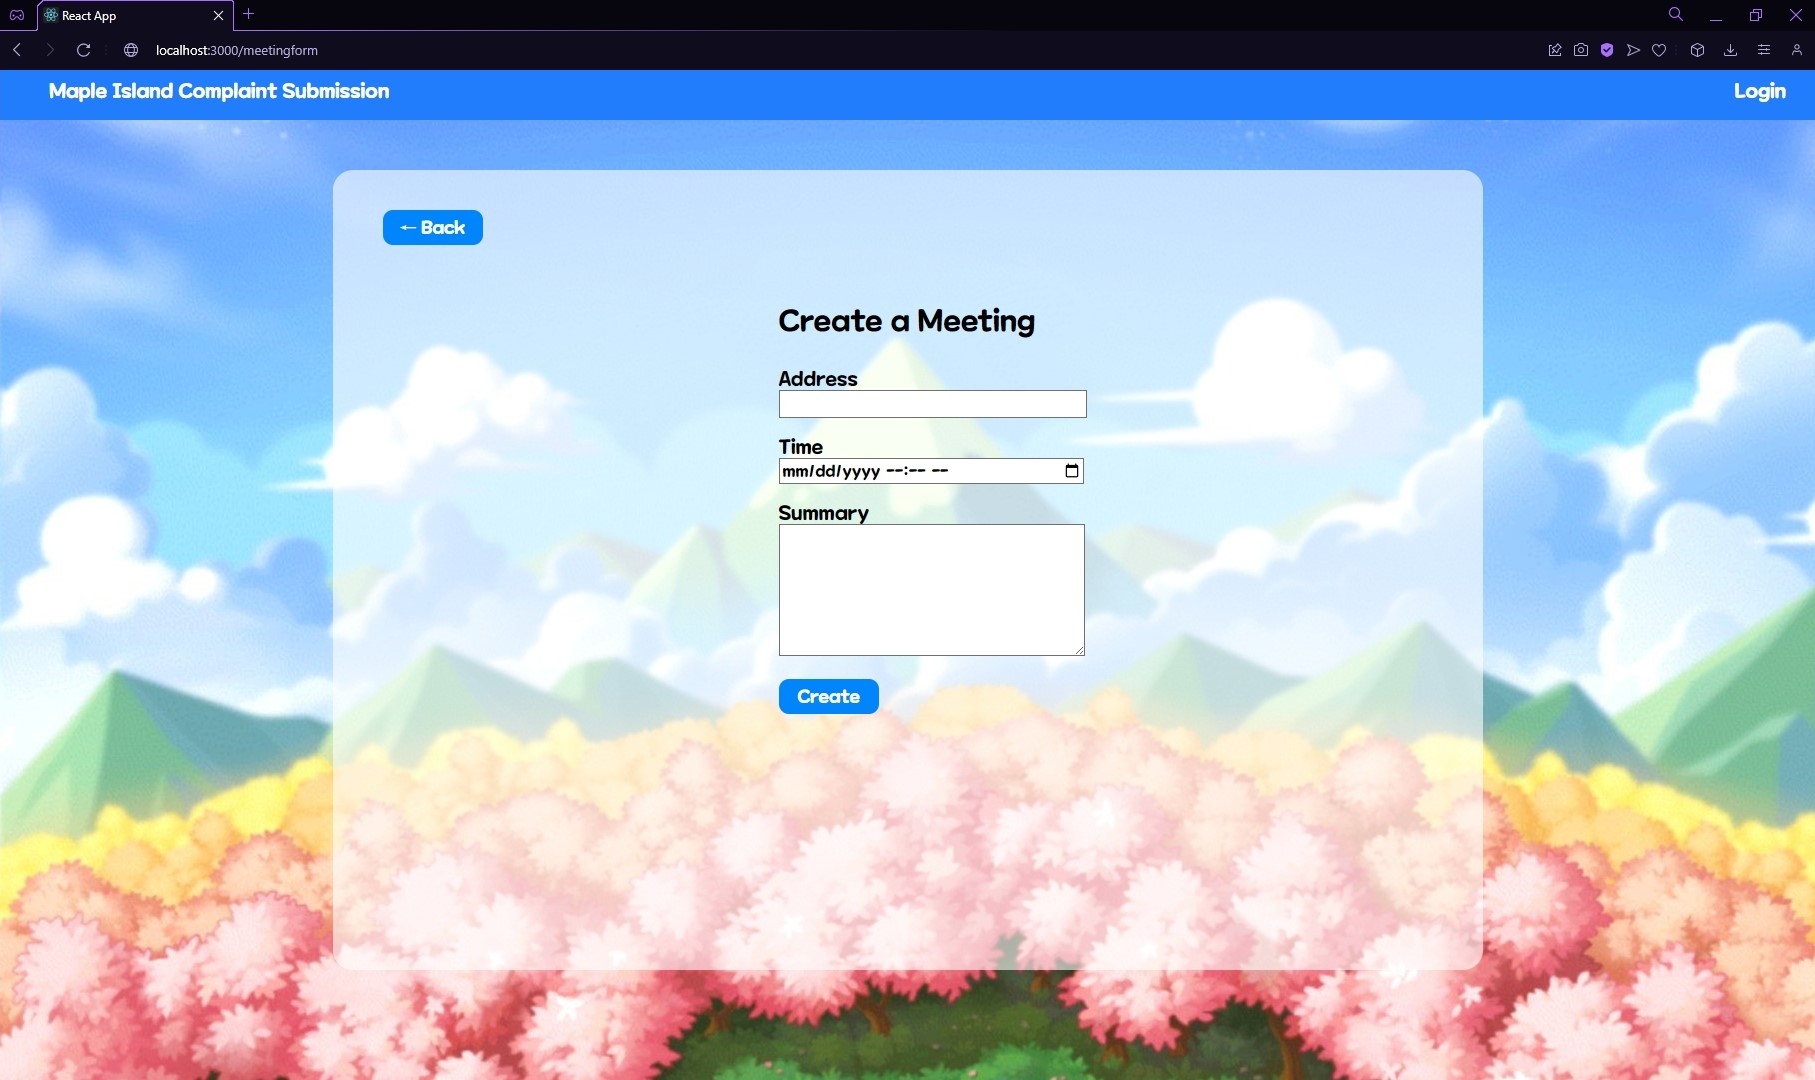 React App
localhost:3000/meetingform
Maple Island Complaint Submission
Login
← Back
Create a Meeting
Address
Time
mm/dd/yyyy --:-- --
Summary
Create